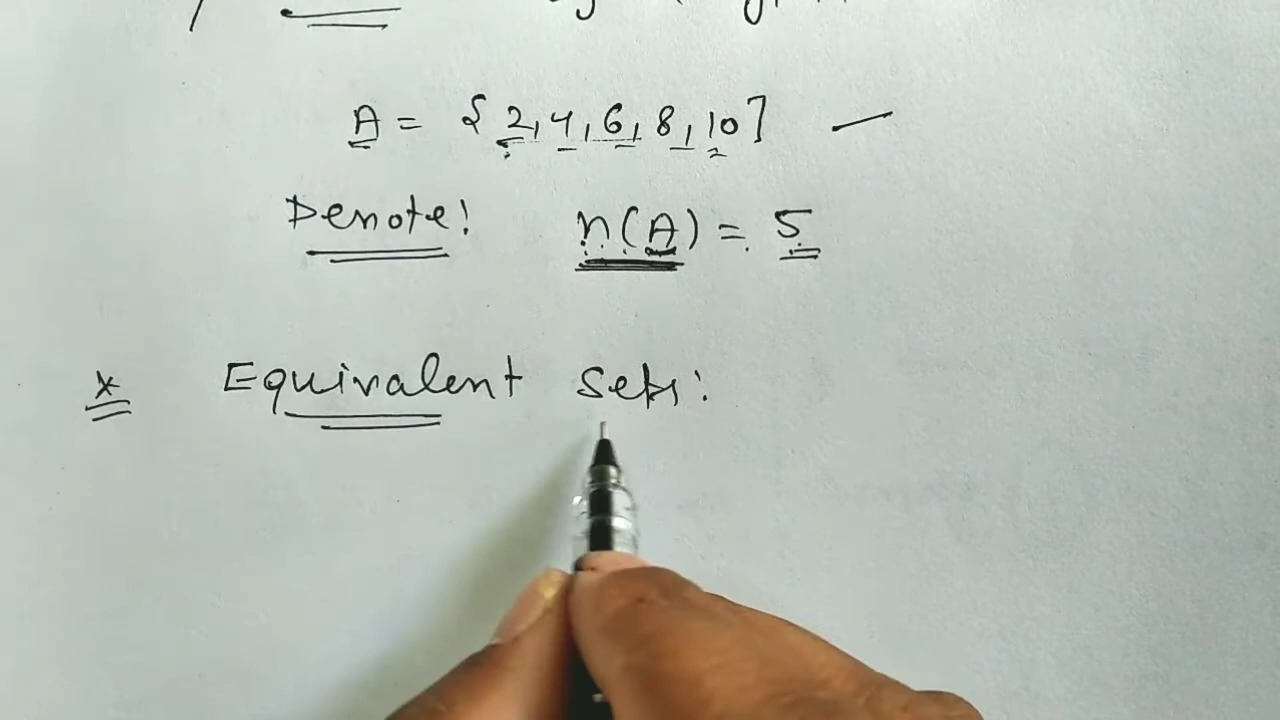 A = { 2, 4, 6, 8, 10 ]
Denote! n(A) = 5
* Equivalent Sets: